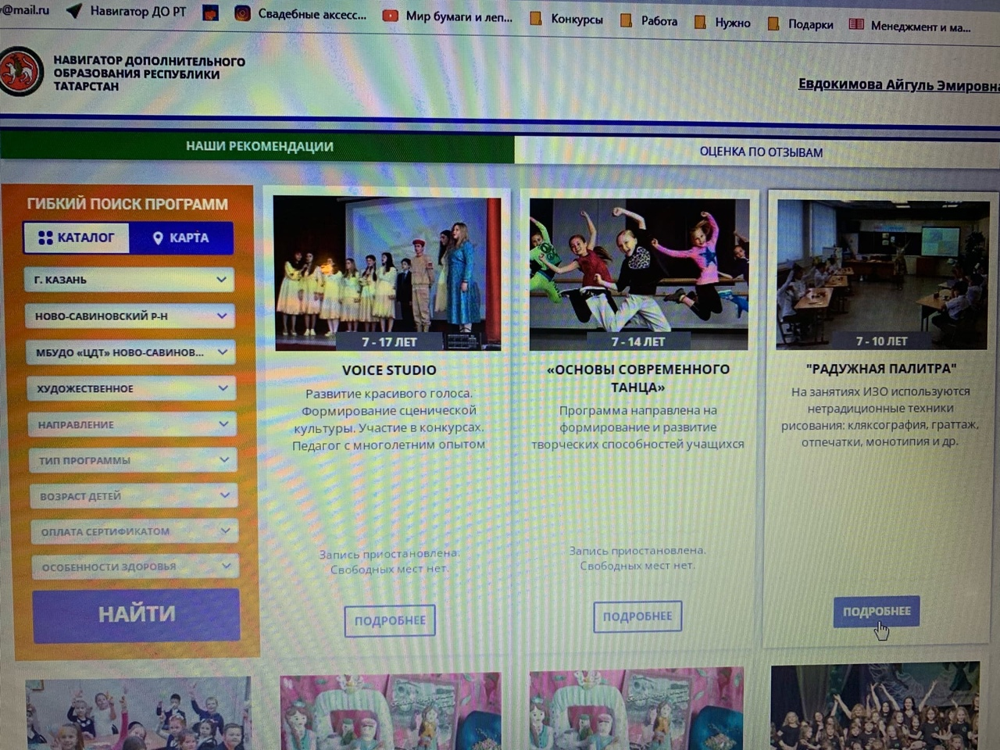 @mail.ru
Навигатор ДО РТ
Свадебные аксесс...
Мир бумаги и леп...
Конкурсы
Работа
Нужно
Подарки
Менеджмент и ма...
НАВИГАТОР ДОПОЛНИТЕЛЬНОГО
ОБРАЗОВАНИЯ РЕСПУБЛИКИ
ТАТАРСТАН
Евдокимова Айгуль Эмировна
НАШИ РЕКОМЕНДАЦИИ
ОЦЕНКА ПО ОТЗЫВАМ
ГИБКИЙ ПОИСК ПРОГРАММ
КАТАЛОГ
КАРТА
Г. КАЗАНЬ
НОВО-САВИНОВСКИЙ Р-Н
МБУДО «ЦДТ» НОВО-САВИНОВ...
ХУДОЖЕСТВЕННОЕ
НАПРАВЛЕНИЕ
ТИП ПРОГРАММЫ
ВОЗРАСТ ДЕТЕЙ
ОПЛАТА СЕРТИФИКАТОМ
ОСОБЕННОСТИ ЗДОРОВЬЯ
НАЙТИ
7 - 17 ЛЕТ
VOICE STUDIO
Развитие красивого голоса.
Формирование сценической
культуры. Участие в конкурсах.
Педагог с многолетним опытом
Запись приостановлена.
Свободных мест нет.
ПОДРОБНЕЕ
7 - 14 ЛЕТ
«ОСНОВЫ СОВРЕМЕННОГО
ТАНЦА»
Программа направлена на
формирование и развитие
творческих способностей учащихся
Запись приостановлена.
Свободных мест нет.
ПОДРОБНЕЕ
7 - 10 ЛЕТ
"РАДУЖНАЯ ПАЛИТРА"
На занятиях ИЗО используются
нетрадиционные техники
рисования: кляксография, граттаж,
отпечатки, монотипия и др.
ПОДРОБНЕЕ